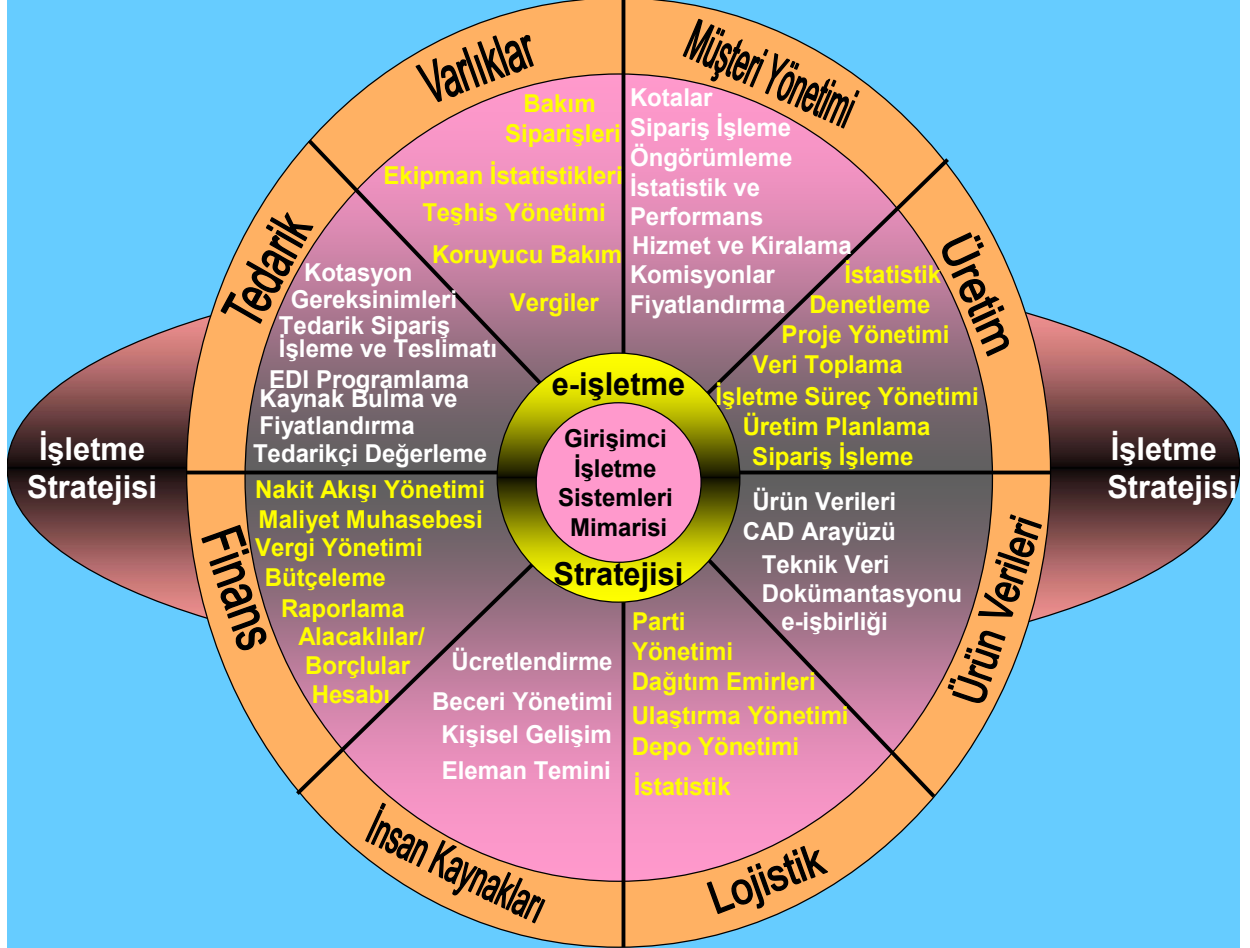 Varlıklar
Bakım
Siparişleri
Ekipman İstatistikleri
Teşhis Yönetimi
Koruyucu Bakım
Vergiler
Müşteri Yönetimi
Kotalar
Sipariş İşleme
Öngörümleme
İstatistik ve
Performans
Hizmet ve Kiralama
Komisyonlar
Fiyatlandırma
Üretim
İstatistik
Denetleme
Proje Yönetimi
Veri Toplama
İşletme Süreç Yönetimi
Üretim Planlama
Sipariş İşleme
Tedarik
Kotasyon
Gereksinimleri
Tedarik Sipariş
İşleme ve Teslimatı
EDI Programlama
Kaynak Bulma ve
Fiyatlandırma
Tedarikçi Değerleme
e-işletme
Girişimci
İşletme
Sistemleri
Mimarisi
Stratejisi
İşletme
Stratejisi
İşletme
Stratejisi
Finans
Nakit Akışı Yönetimi
Maliyet Muhasebesi
Vergi Yönetimi
Bütçeleme
Raporlama
Alacaklılar/
Borçlular
Hesabı
Ürün Verileri
Ürün Verileri
CAD Arayüzü
Teknik Veri
Dokümantasyonu
e-işbirliği
İnsan Kaynakları
Ücretlendirme
Beceri Yönetimi
Kişisel Gelişim
Eleman Temini
Lojistik
Parti
Yönetimi
Dağıtım Emirleri
Ulaştırma Yönetimi
Depo Yönetimi
İstatistik